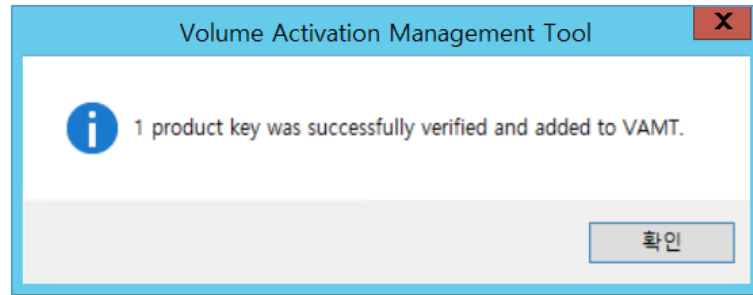 Volume Activation Management Tool
X
1 product key was successfully verified and added to VAMT.
확인